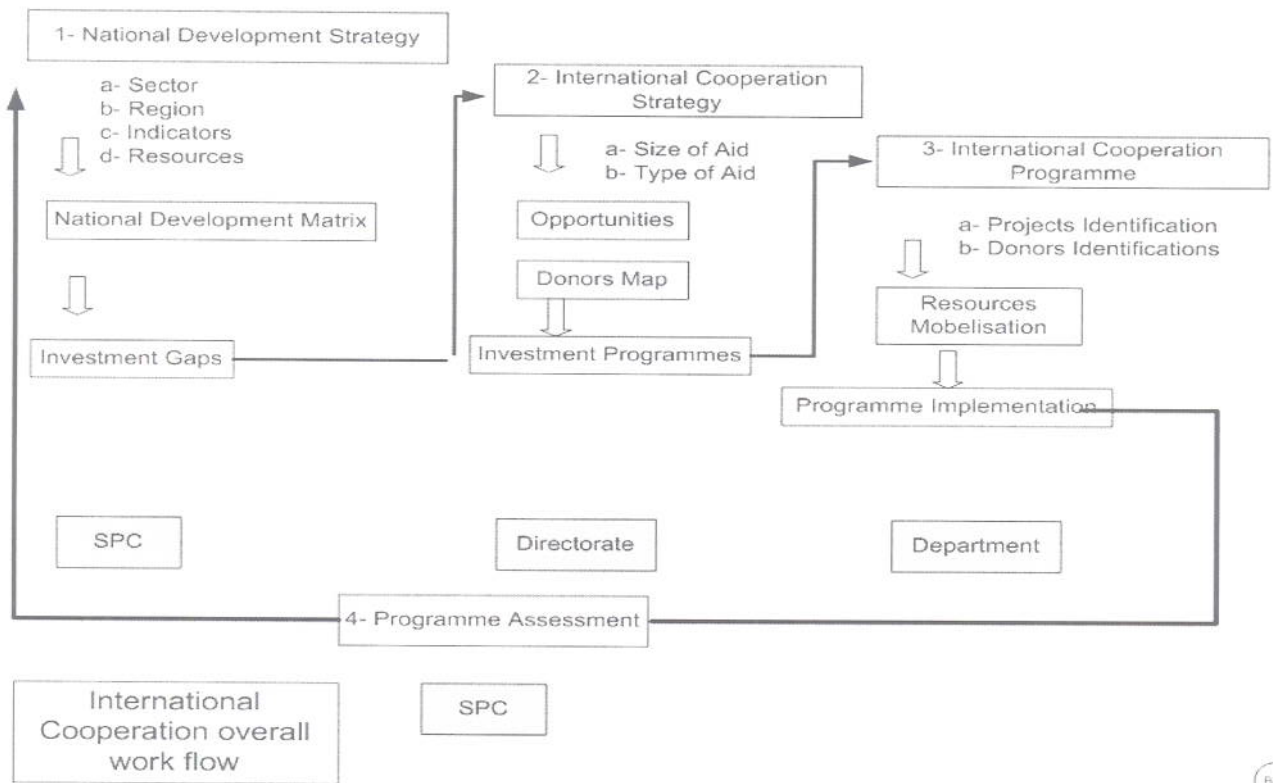 1- National Development Strategy
a- Sector
b- Region
c- Indicators
d- Resources
National Development Matrix
Investment Gaps
2- International Cooperation
Strategy
a- Size of Aid
b- Type of Aid
Opportunities
Donors Map
Investment Programmes
3- International Cooperation
Programme
a- Projects Identification
b- Donors Identifications
Resources
Mobelisation
Programme Implementation
SPC
Directorate
Department
4- Programme Assessment
SPC
International
Cooperation overall
work flow